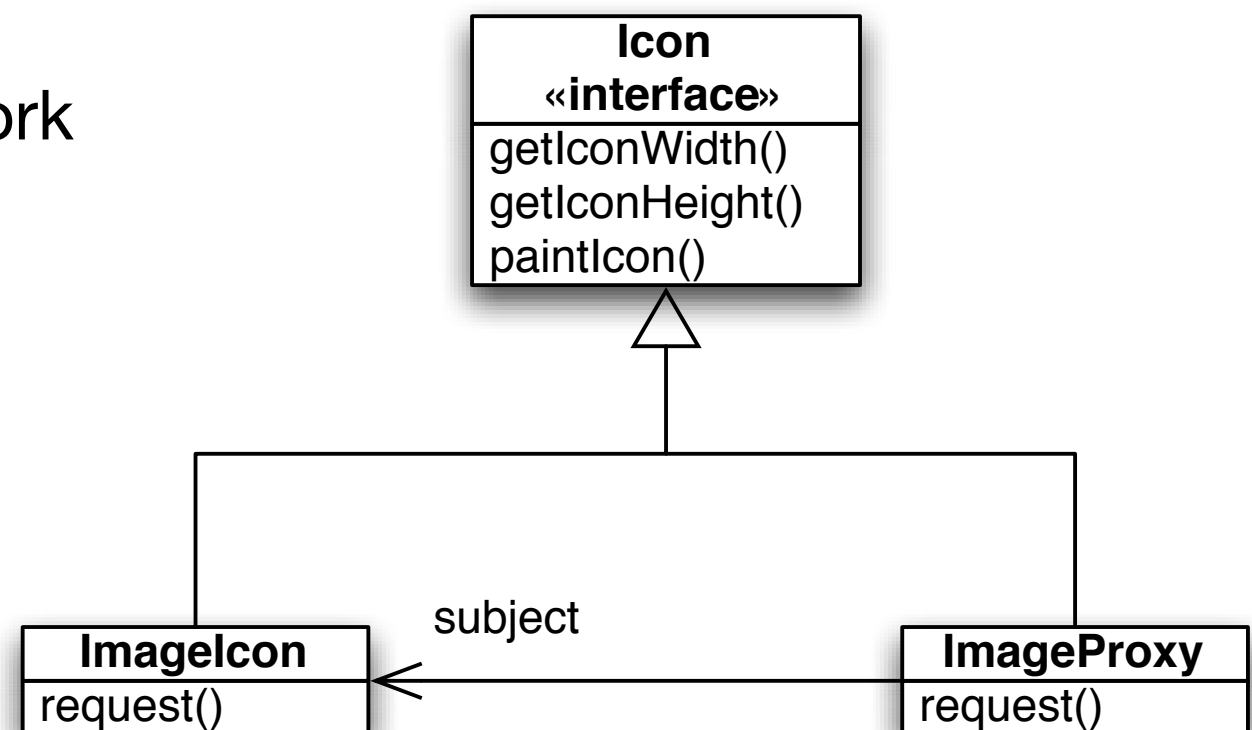 Icon
«interface»
ork
getIconWidth()
getIconHeight()
paintIcon()
subject
ImageIcon
request()
ImageProxy
request()